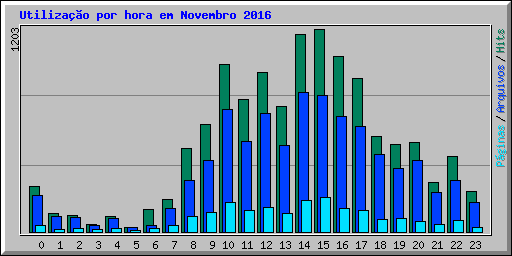 Utilização por hora em Novembro 2016
1203
Páginas / Arquivos / Hits
0 1 2 3 4 5 6 7 8 9 10 11 12 13 14 15 16 17 18 19 20 21 22 23